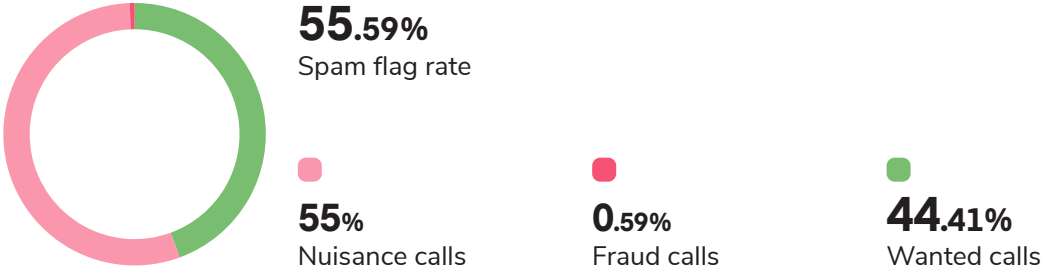 55.59%
Spam flag rate
55%
Nuisance calls
0.59%
Fraud calls
44.41%
Wanted calls